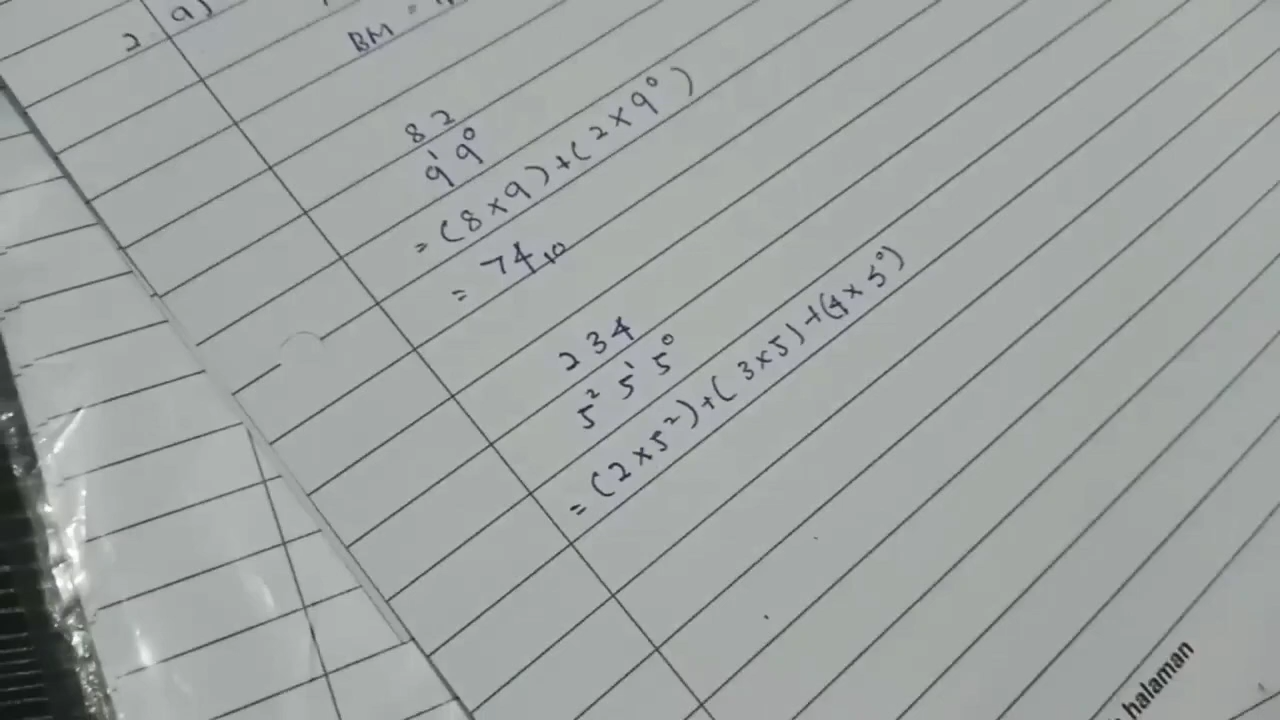 2 a)
BM =
8 2
9¹ 9⁰
= (8 × 9) + (2 × 9⁰)
= 74₁₀
2 3 4
5² 5¹ 5⁰
= (2 × 5²) + (3 × 5) + (4 × 5⁰)
halaman